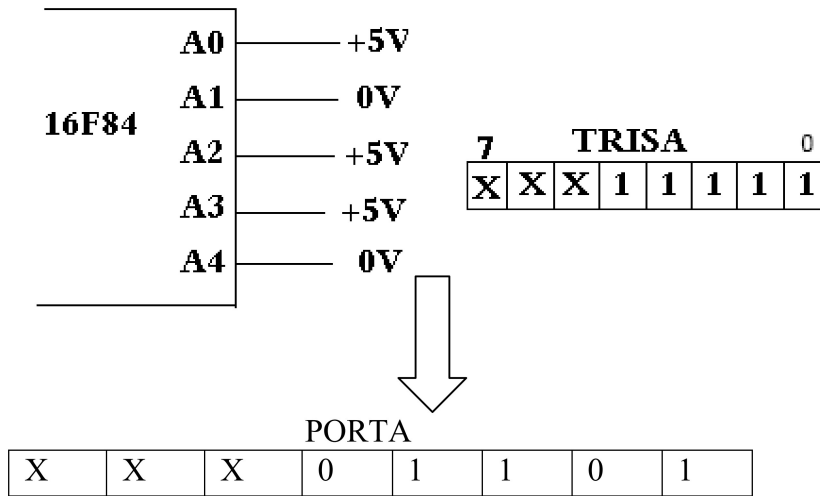 A0 +5V
A1 0V
16F84
A2 +5V
A3 +5V
A4 0V
7 TRISA 0
X X X 1 1 1 1 1
PORTA
X X X 0 1 1 0 1